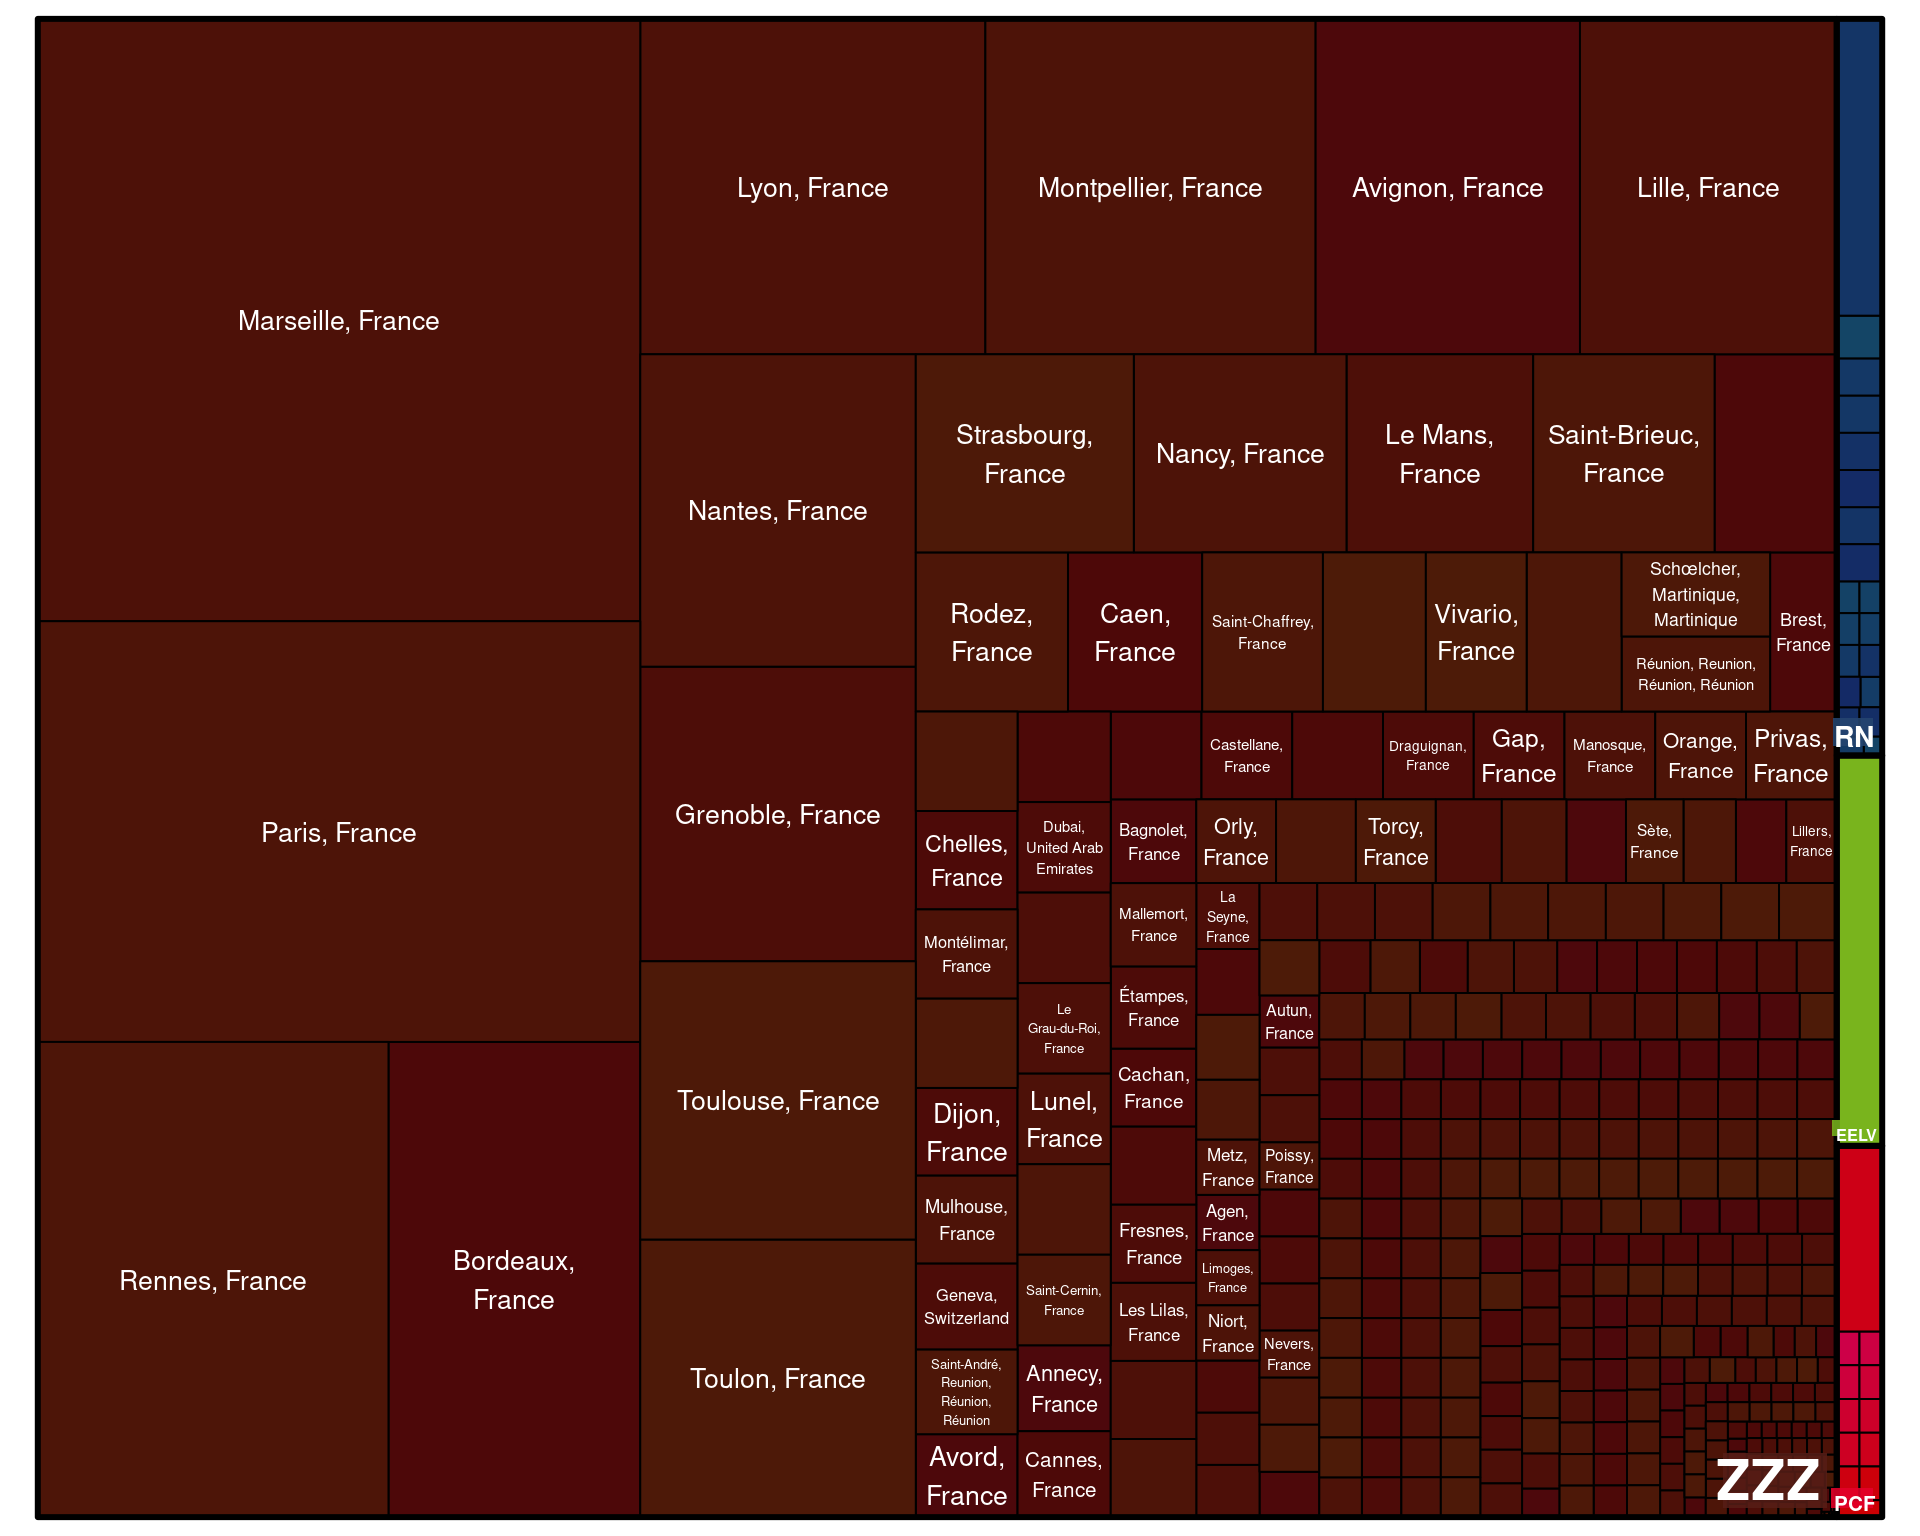 Marseille, France
Lyon, France
Montpellier, France
Avignon, France
Lille, France
Nantes, France
Strasbourg,
France
Nancy, France
Le Mans,
France
Saint-Brieuc,
France
Rodez,
France
Caen,
France
Saint-Chaffrey,
France
Vivario,
France
Schœlcher,
Martinique,
Martinique
Réunion, Reunion,
Réunion, Réunion
Brest,
France
Paris, France
Grenoble, France
Castellane,
France
Draguignan,
France
Gap,
France
Manosque,
France
Orange,
France
Privas,
France
RN
Chelles,
France
Dubai,
United Arab
Emirates
Bagnolet,
France
Orly,
France
Torcy,
France
Sète,
France
Lillers,
France
Montélimar,
France
Mallemort,
France
La
Seyne,
France
Le
Grau-du-Roi,
France
Étampes,
France
Autun,
France
Toulouse, France
Dijon,
France
Lunel,
France
Cachan,
France
EELV
Metz,
France
Poissy,
France
Rennes, France
Bordeaux,
France
Mulhouse,
France
Fresnes,
France
Agen,
France
Geneva,
Switzerland
Saint-Cernin,
France
Limoges,
France
Les Lilas,
France
Niort,
France
Nevers,
France
Toulon, France
Saint-André,
Reunion,
Réunion,
Réunion
Annecy,
France
Avord,
France
Cannes,
France
ZZZ
PCF